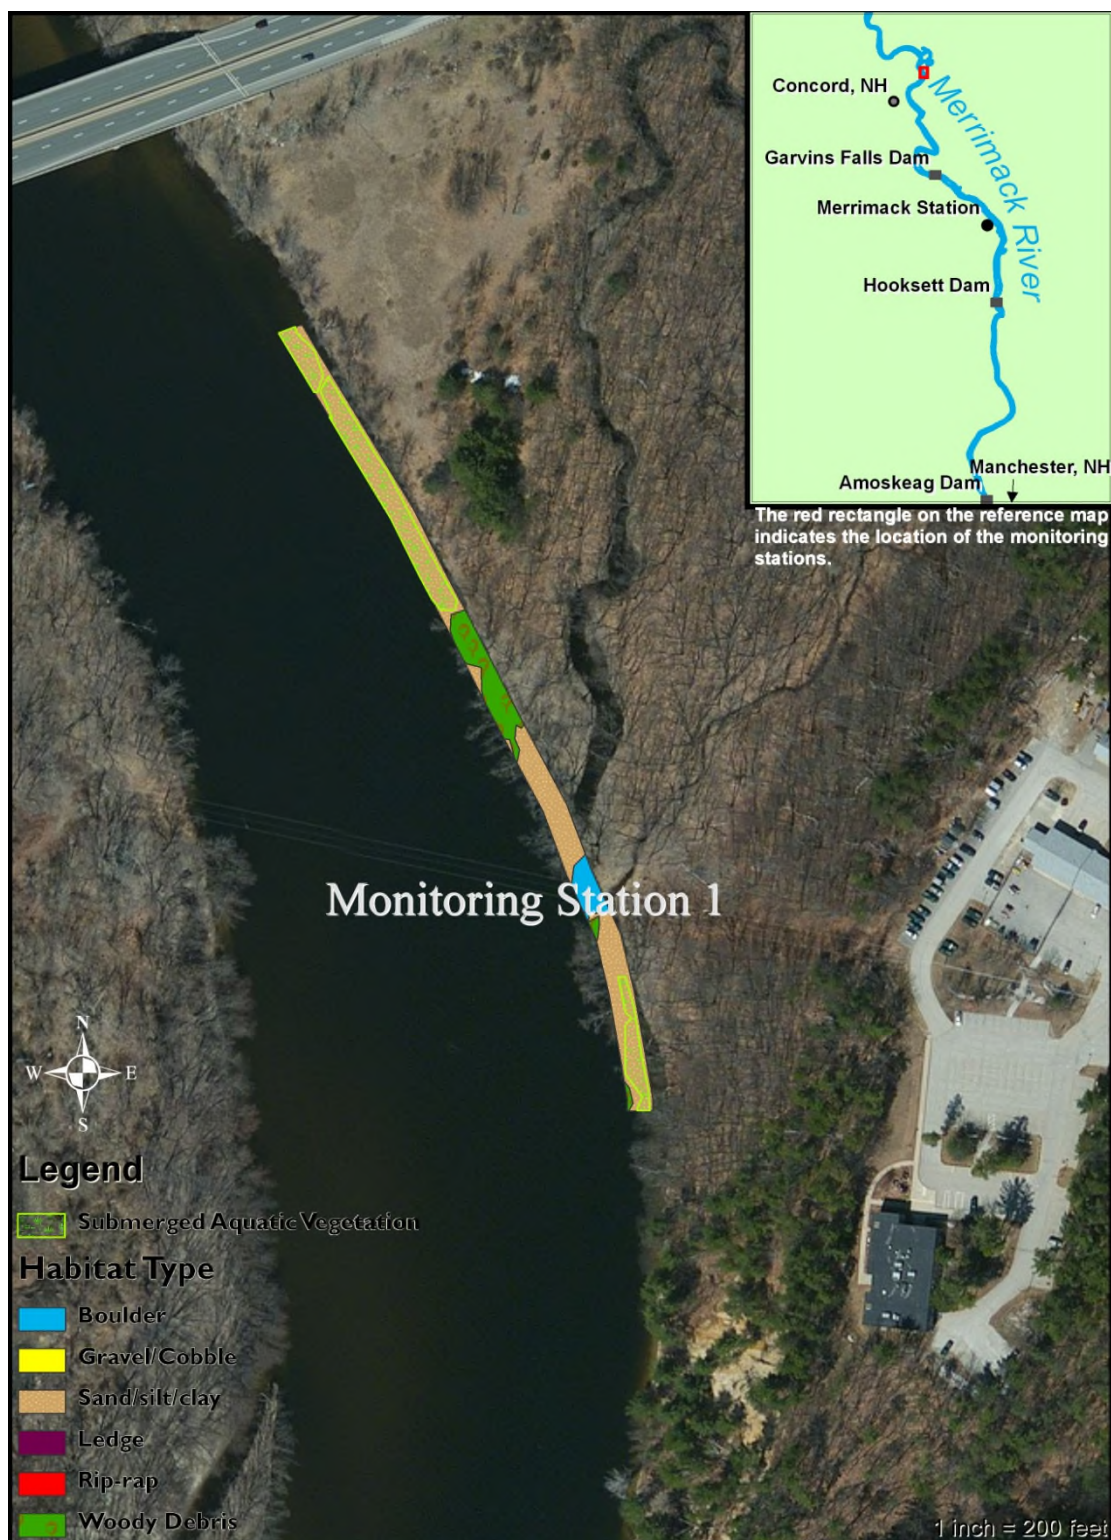 Concord, NH
Merrimack River
Garvins Falls Dam
Merrimack Station
Hooksett Dam
Manchester, NH
Amoskeag Dam
The red rectangle on the reference map
indicates the location of the monitoring
stations.
Monitoring Station 1
N
W E
S
Legend
Submerged Aquatic Vegetation
Habitat Type
Boulder
Gravel/Cobble
Sand/silt/clay
Ledge
Rip-rap
Woody Debris
1 inch = 200 feet